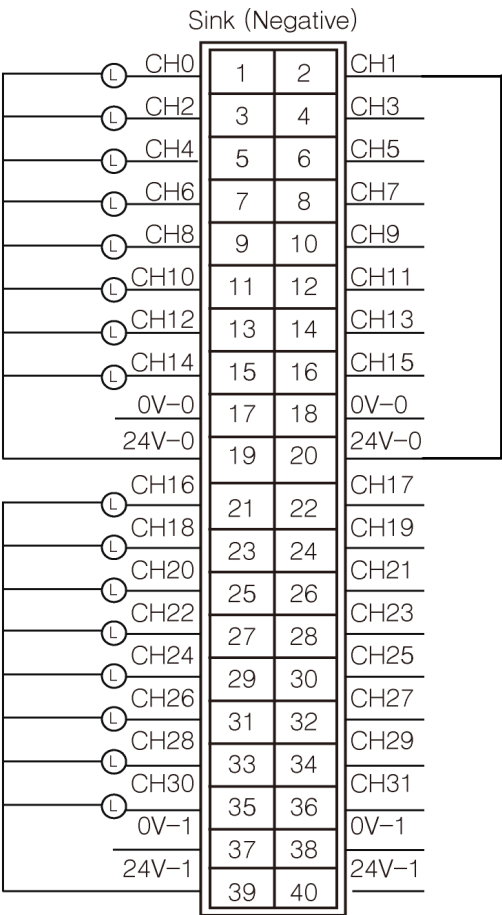 Sink (Negative)
L CH0 1 2 CH1
L CH2 3 4 CH3
L CH4 5 6 CH5
L CH6 7 8 CH7
L CH8 9 10 CH9
L CH10 11 12 CH11
L CH12 13 14 CH13
L CH14 15 16 CH15
0V-0 17 18 0V-0
24V-0 19 20 24V-0
L CH16 21 22 CH17
L CH18 23 24 CH19
L CH20 25 26 CH21
L CH22 27 28 CH23
L CH24 29 30 CH25
L CH26 31 32 CH27
L CH28 33 34 CH29
L CH30 35 36 CH31
0V-1 37 38 0V-1
24V-1 39 40 24V-1